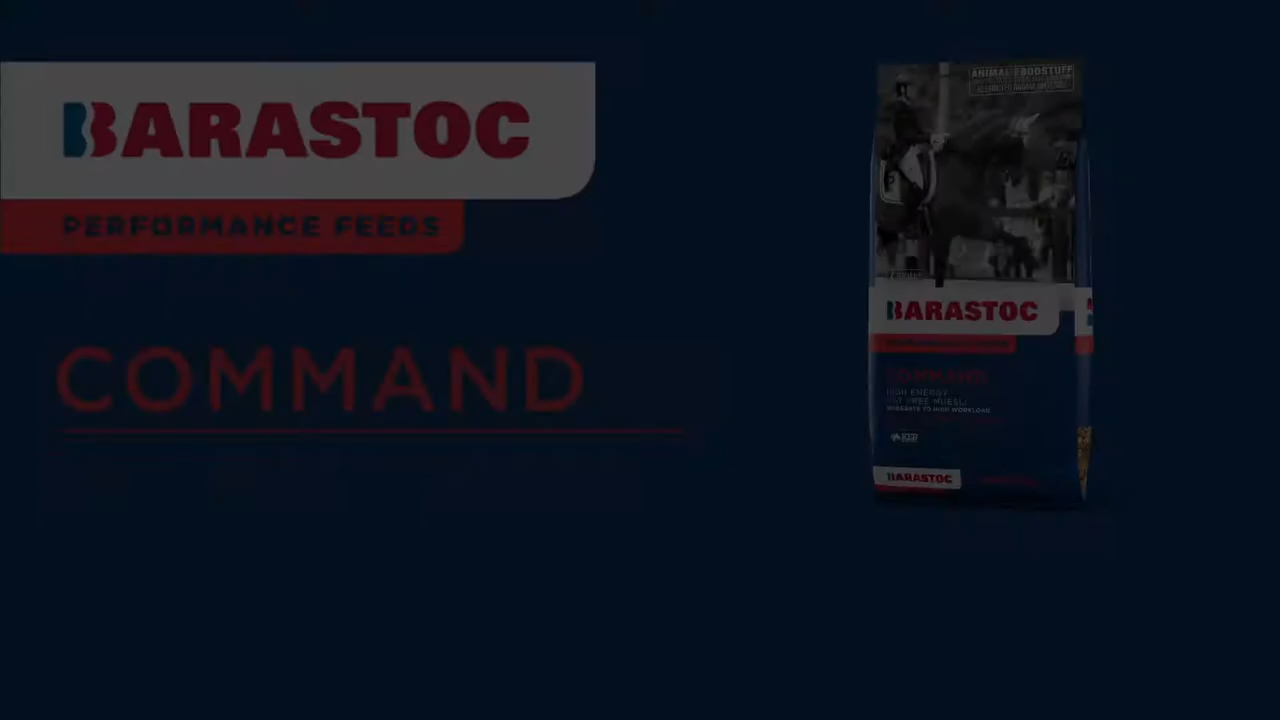 BARASTOC
PERFORMANCE FEEDS
COMMAND
ANIMAL FOODSTUFF
BARASTOC
COMMAND
HIGH ENERGY
OAT FREE MUESLI
MODERATE TO HIGH WORKLOAD
BARASTOC